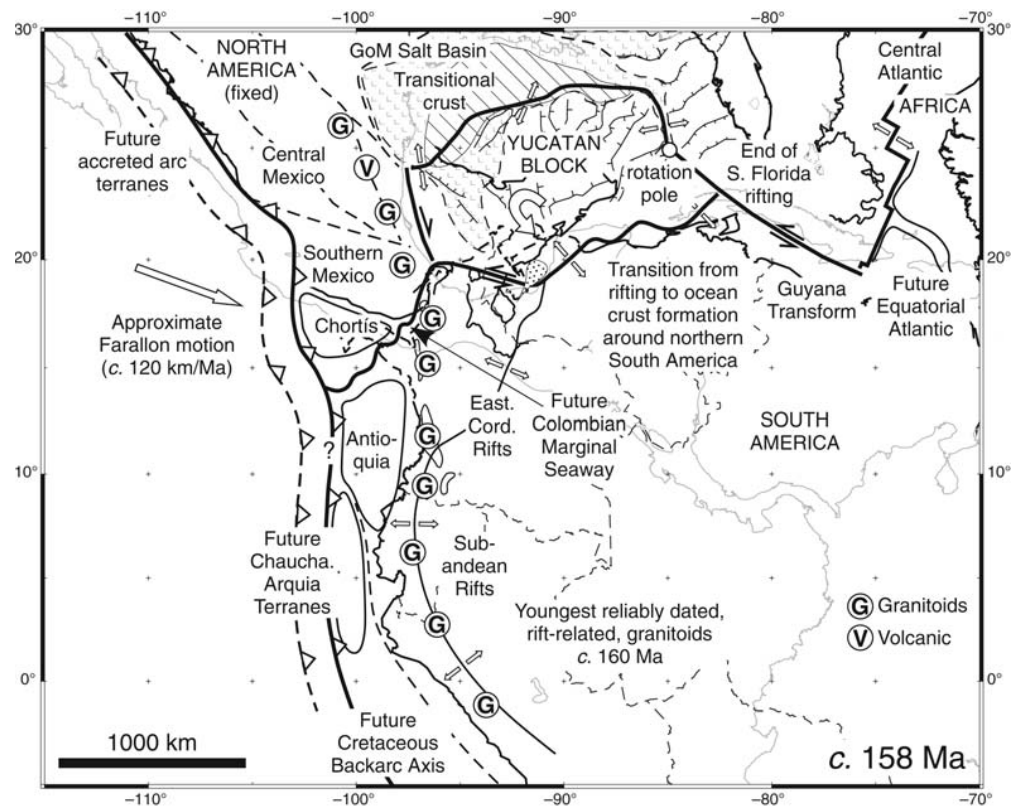 −110° −100° −90° −80° −70°
30° 30°
NORTH
AMERICA
(fixed)
GoM Salt Basin
Transitional
crust
Central
Atlantic
AFRICA
Future
accreted arc
terranes
Central
Mexico
V
YUCATAN
BLOCK
rotation
pole
End of
S. Florida
rifting
G
G
G
20° 20°
Southern
Mexico
Chortís
G
G
Approximate
Farallon motion
(c. 120 km/Ma)
Transition from
rifting to ocean
crust formation
around northern
South America
Guyana
Transform
Future
Equatorial
Atlantic
East.
Cord.
Rifts
Future
Colombian
Marginal
Seaway
SOUTH
AMERICA
?
Antio-
quia
G
G
10° 10°
Future
Chaucha.
Arquia
Terranes
G
Sub-
andean
Rifts
G
Youngest reliably dated,
rift-related, granitoids
c. 160 Ma
G Granitoids
V Volcanic
0° 0°
G
Future
Cretaceous
Backarc Axis
1000 km
c. 158 Ma
−110° −100° −90° −80° −70°